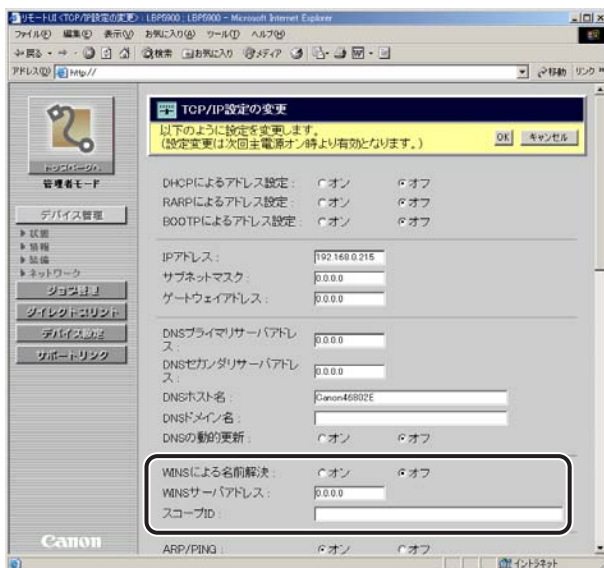 リモートUI <TOP/IP設定の変更> : LBP5900 ; LBP5900 - Microsoft Internet Explorer
ファイル(F) 編集(E) 表示(V) お気に入り(A) ツール(T) ヘルプ(H)
戻る 検索 お気に入り メディア
アドレス(D) http:// 移動 リンク
TCP/IP設定の変更
以下のように設定を変更します。
(設定変更は次回主電源オン時より有効となります。)
OK キャンセル
トップページへ
管理者モード
デバイス管理
状態
情報
装備
ネットワーク
ジョブ管理
ダイレクトプリント
デバイス設定
サポートリンク
Canon
DHCPによるアドレス設定 : オン オフ
RARPによるアドレス設定 : オン オフ
BOOTPによるアドレス設定 : オン オフ
IPアドレス : 192.168.0.215
サブネットマスク : 0.0.0.0
ゲートウェイアドレス : 0.0.0.0
DNSプライマリサーバアドレ
ス : 0.0.0.0
DNSセカンダリサーバアドレ
ス : 0.0.0.0
DNSホスト名 : Canon46802E
DNSドメイン名 :
DNSの動的更新 : オン オフ
WINSによる名前解決 : オン オフ
WINSサーバアドレス : 0.0.0.0
スコープID :
ARP/PING : オン オフ
イントラネット